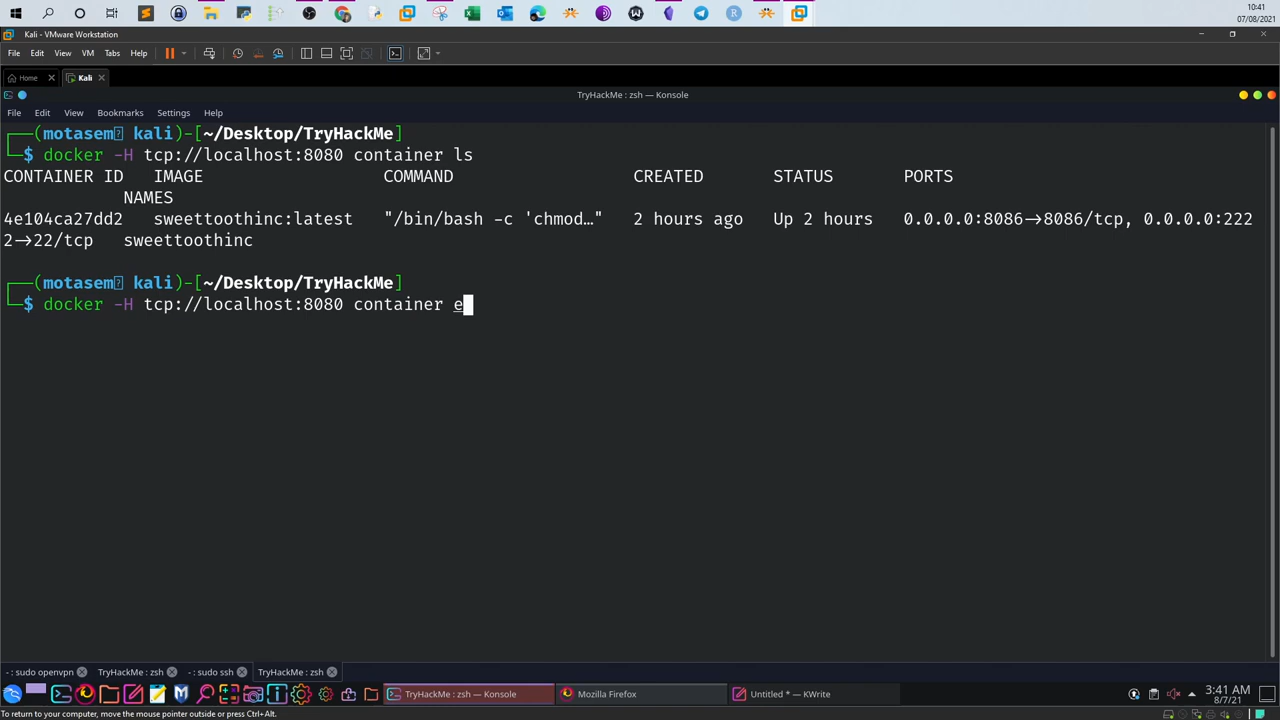 10:41
07/08/2021
Kali - VMware Workstation
File Edit View VM Tabs Help
Home Kali
TryHackMe : zsh — Konsole
File Edit View Bookmarks Settings Help
┌──(motasem kali)-[~/Desktop/TryHackMe]
└─$ docker -H tcp://localhost:8080 container ls
CONTAINER ID IMAGE COMMAND CREATED STATUS PORTS
NAMES
4e104ca27dd2 sweettoothinc:latest "/bin/bash -c 'chmod…" 2 hours ago Up 2 hours 0.0.0.0:8086->8086/tcp, 0.0.0.0:222
2->22/tcp sweettoothinc
┌──(motasem kali)-[~/Desktop/TryHackMe]
└─$ docker -H tcp://localhost:8080 container e
- : sudo openvpn TryHackMe : zsh - : sudo ssh TryHackMe : zsh
TryHackMe : zsh — Konsole Mozilla Firefox Untitled * — KWrite 3:41 AM
8/7/21
To return to your computer, move the mouse pointer outside or press Ctrl+Alt.